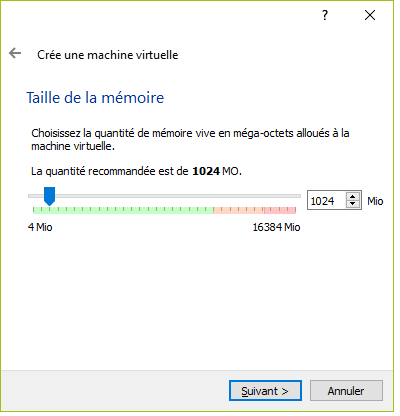 ?
Crée une machine virtuelle
Taille de la mémoire
Choisissez la quantité de mémoire vive en méga-octets alloués à la
machine virtuelle.
La quantité recommandée est de 1024 MO.
1024 Mio
4 Mio 16384 Mio
Suivant > Annuler